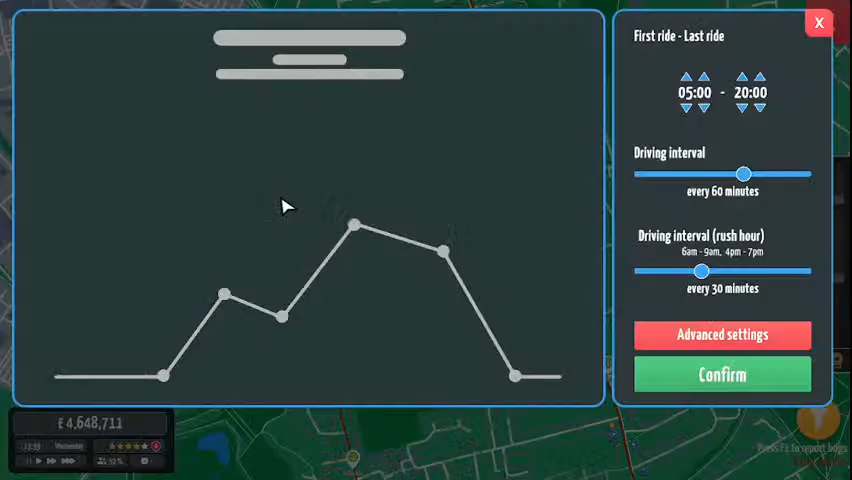 X
First ride - Last ride
05:00 - 20:00
Driving interval
every 60 minutes
Driving interval (rush hour)
6am - 9am, 4pm - 7pm
every 30 minutes
Advanced settings
Confirm
£ 4,648,711
Wednesday
Press F1 to report bugs